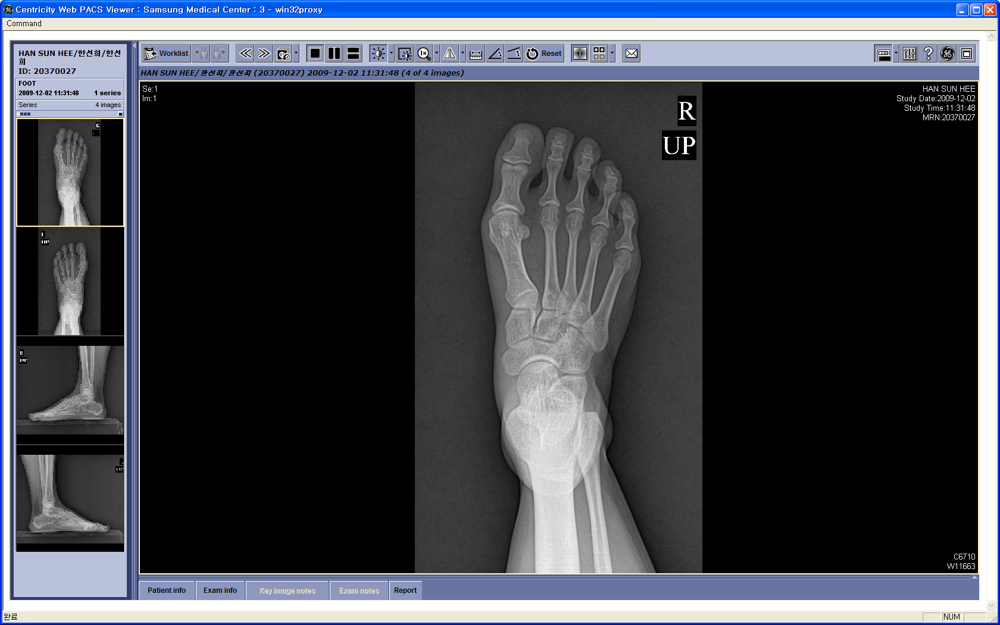 Centricity Web PACS Viewer : Samsung Medical Center : 3 - win32proxy
Command
HAN SUN HEE/한선희/한선
희
ID: 20370027
FOOT
2009-12-02 11:31:48 1 series
Series 4 images
Worklist
1x
Reset
HAN SUN HEE/한선희/한선희 (20370027) 2009-12-02 11:31:48 (4 of 4 images)
Se:1
Im:1
HAN SUN HEE
Study Date:2009-12-02
Study Time:11:31:48
MRN:20370027
R
UP
C6710
W11663
R
UP
R
UP
UP
Patient info
Exam info
Key image notes
Exam notes
Report
완료
NUM